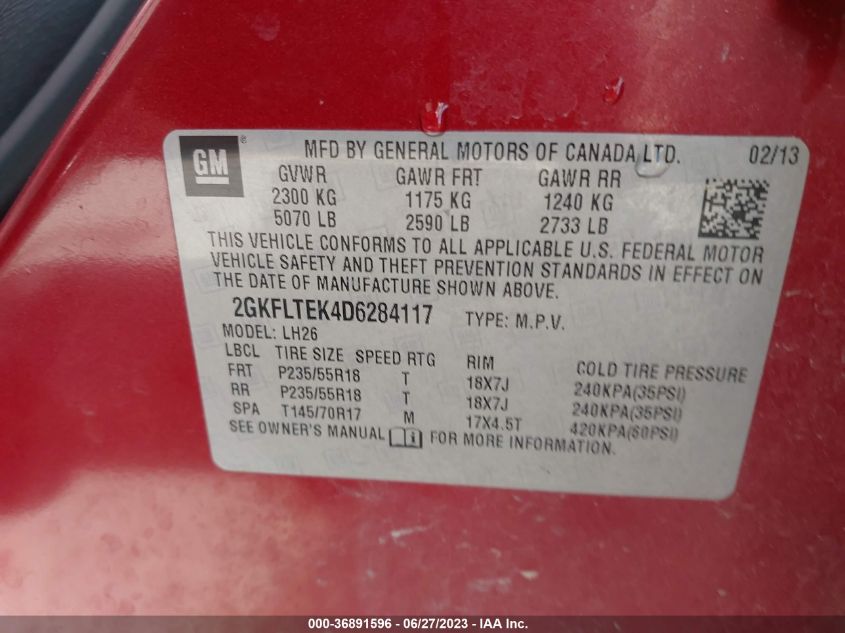 GM ® MFD BY GENERAL MOTORS OF CANADA LTD. 02/13
GVWR GAWR FRT GAWR RR
2300 KG 1175 KG 1240 KG
5070 LB 2590 LB 2733 LB
THIS VEHICLE CONFORMS TO ALL APPLICABLE U.S. FEDERAL MOTOR
VEHICLE SAFETY AND THEFT PREVENTION STANDARDS IN EFFECT ON
THE DATE OF MANUFACTURE SHOWN ABOVE.
2GKFLTEK4D6284117 TYPE: M.P.V.
MODEL: LH26
LBCL TIRE SIZE SPEED RTG RIM COLD TIRE PRESSURE
FRT P235/55R18 T 18X7J 240KPA(35PSI)
RR P235/55R18 T 18X7J 240KPA(35PSI)
SPA T145/70R17 M 17X4.5T 420KPA(60PSI)
SEE OWNER'S MANUAL FOR MORE INFORMATION.
000-36891596 - 06/27/2023 - IAA Inc.